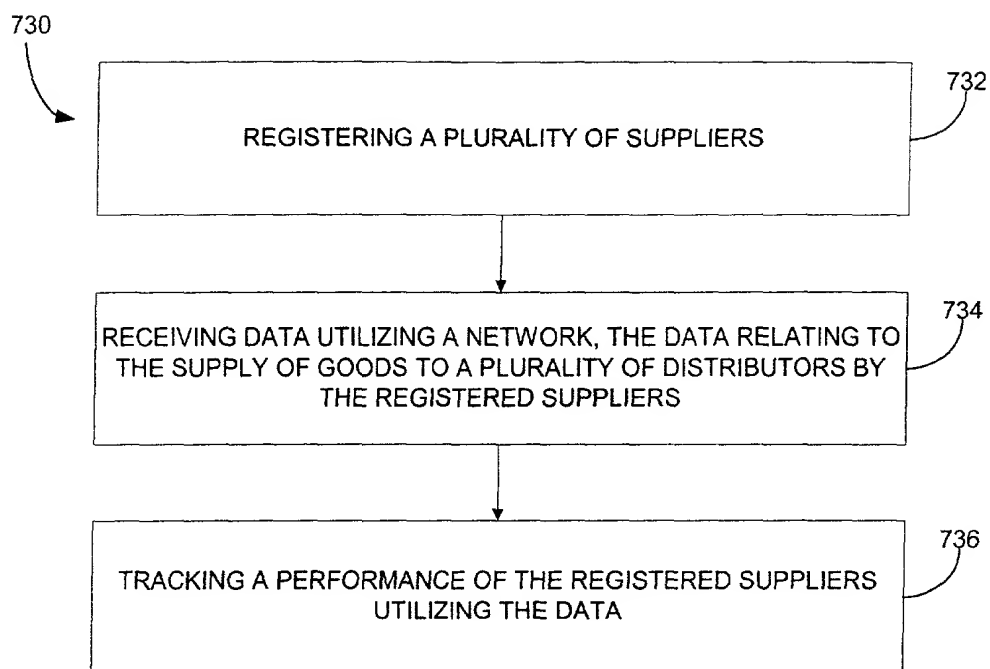 730
732
REGISTERING A PLURALITY OF SUPPLIERS
734
RECEIVING DATA UTILIZING A NETWORK, THE DATA RELATING TO
THE SUPPLY OF GOODS TO A PLURALITY OF DISTRIBUTORS BY
THE REGISTERED SUPPLIERS
736
TRACKING A PERFORMANCE OF THE REGISTERED SUPPLIERS
UTILIZING THE DATA